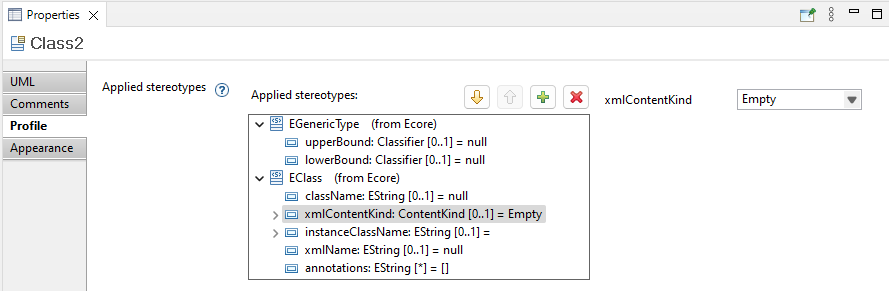 Properties
Class2
UML
Comments
Profile
Appearance
Applied stereotypes
Applied stereotypes:
EGenericType (from Ecore)
upperBound: Classifier [0..1] = null
lowerBound: Classifier [0..1] = null
EClass (from Ecore)
className: EString [0..1] = null
xmlContentKind: ContentKind [0..1] = Empty
instanceClassName: EString [0..1] =
xmlName: EString [0..1] = null
annotations: EString [*] = []
xmlContentKind
Empty